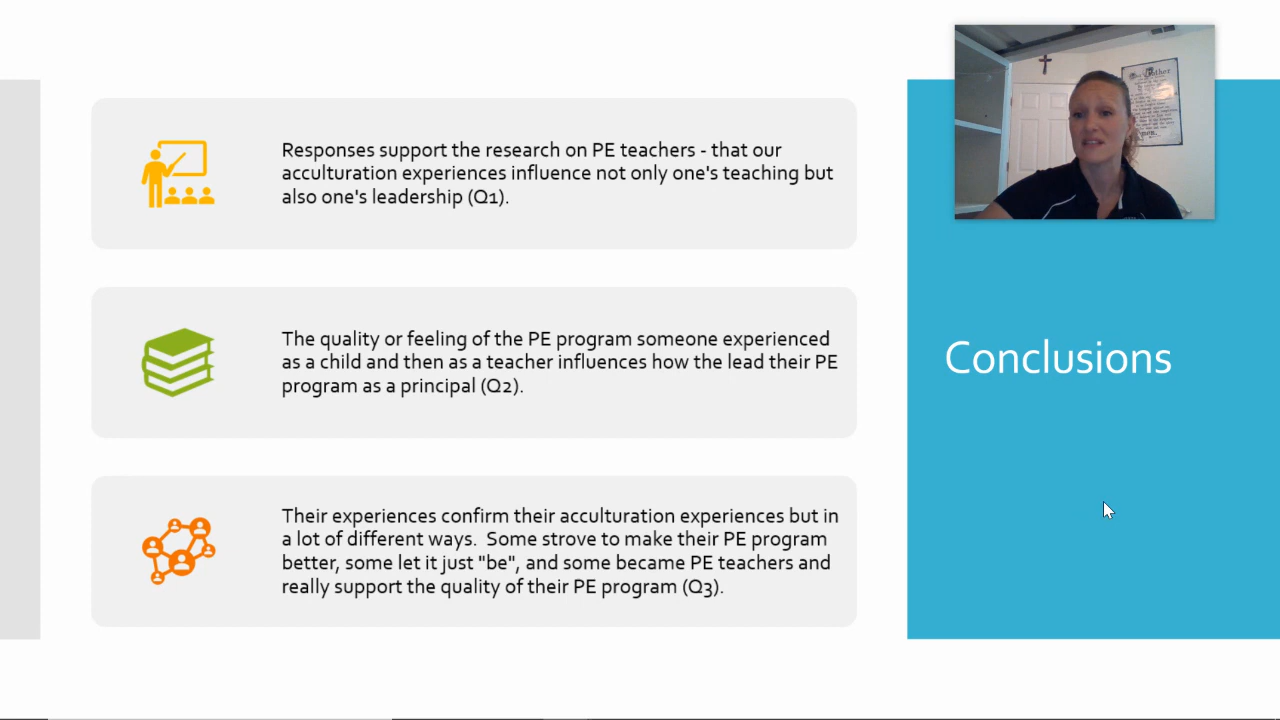 Responses support the research on PE teachers - that our
acculturation experiences influence not only one's teaching but
also one's leadership (Q1).
The quality or feeling of the PE program someone experienced
as a child and then as a teacher influences how the lead their PE
program as a principal (Q2).
Their experiences confirm their acculturation experiences but in
a lot of different ways.  Some strove to make their PE program
better, some let it just "be", and some became PE teachers and
really support the quality of their PE program (Q3).
Conclusions